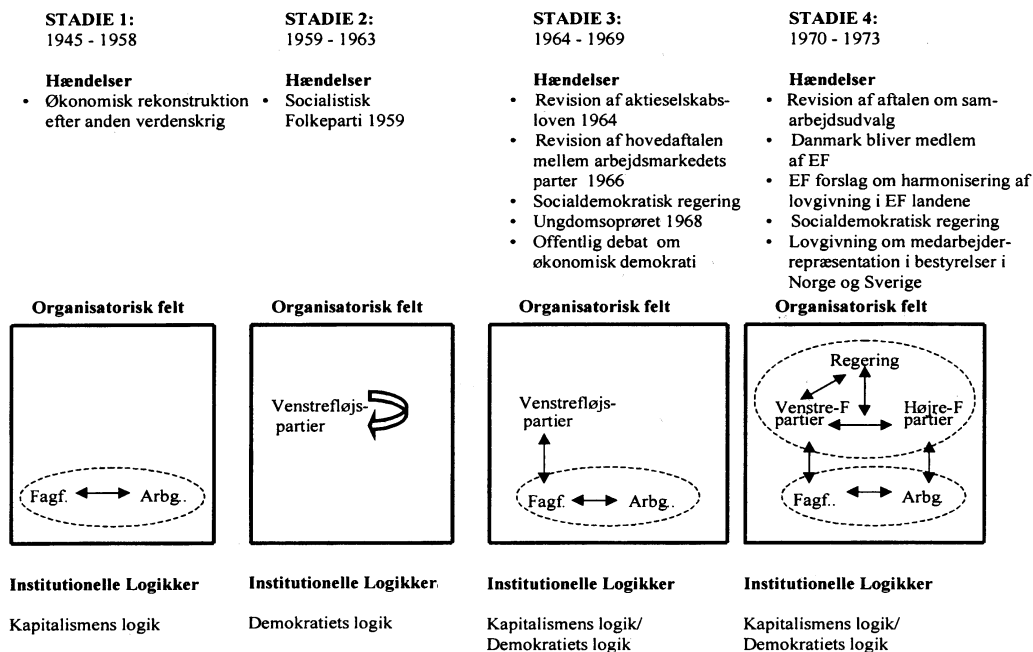 STADIE 1:
1945 - 1958
Hændelser
• Økonomisk rekonstruktion
efter anden verdenskrig
Organisatorisk felt
Fagf. Arbg..
Institutionelle Logikker
Kapitalismens logik
STADIE 2:
1959 - 1963
Hændelser
• Socialistisk
Folkeparti 1959
Organisatorisk felt
Venstrefløjs-
partier
Institutionelle Logikker
Demokratiets logik
STADIE 3:
1964 - 1969
Hændelser
• Revision af aktieselskabs-
loven 1964
• Revision af hovedaftalen
mellem arbejdsmarkedets
parter 1966
• Socialdemokratisk regering
• Ungdomsoprøret 1968
• Offentlig debat om
økonomisk demokrati
Organisatorisk felt
Venstrefløjs-
partier
Fagf. Arbg..
Institutionelle Logikker
Kapitalismens logik/
Demokratiets logik
STADIE 4:
1970 - 1973
Hændelser
• Revision af aftalen om sam-
arbejdsudvalg
• Danmark bliver medlem
af EF
• EF forslag om harmonisering af
lovgivning i EF landene
• Socialdemokratisk regering
• Lovgivning om medarbejder-
repræsentation i bestyrelser i
Norge og Sverige
Organisatorisk felt
Regering
Venstre-F Højre-F
partier partier
Fagf.. Arbg.
Institutionelle Logikker
Kapitalismens logik/
Demokratiets logik